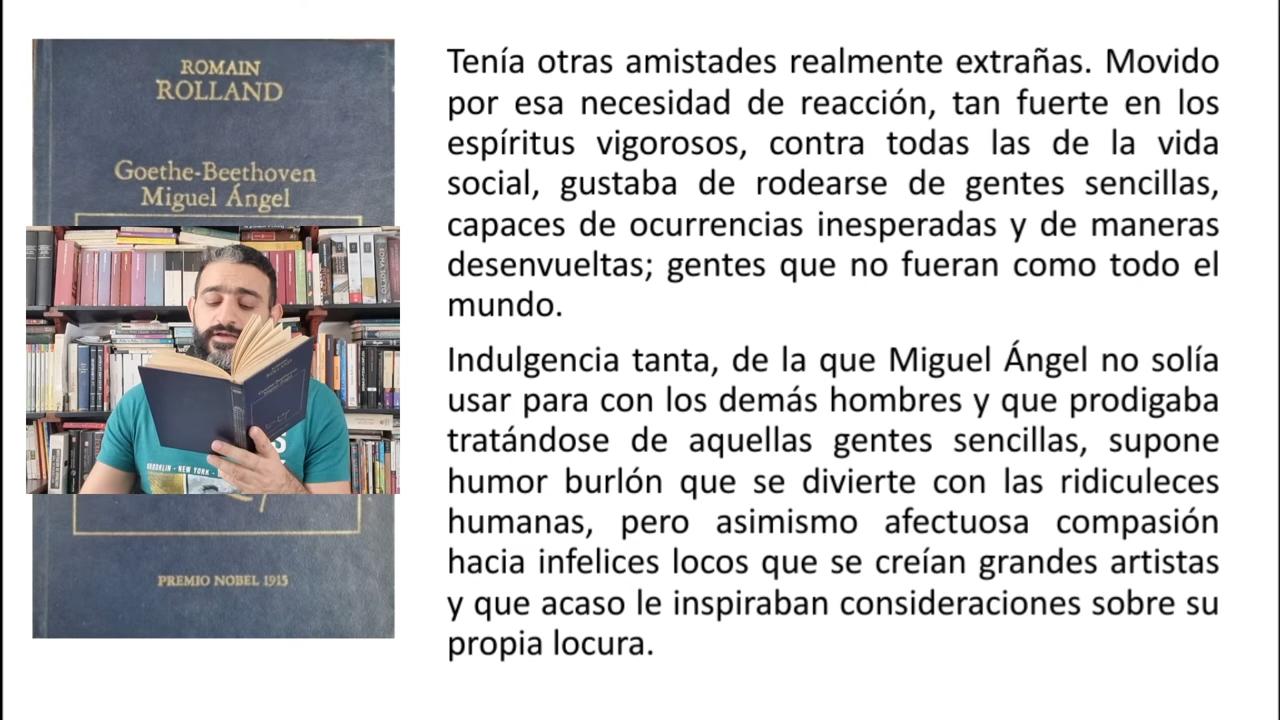 ROMAIN
ROLLAND
Goethe-Beethoven
Miguel Ángel
BROOKLIN - NEW YORK -
PREMIO NOBEL 1915
Tenía otras amistades realmente extrañas. Movido
por esa necesidad de reacción, tan fuerte en los
espíritus vigorosos, contra todas las de la vida
social, gustaba de rodearse de gentes sencillas,
capaces de ocurrencias inesperadas y de maneras
desenvueltas; gentes que no fueran como todo el
mundo.
Indulgencia tanta, de la que Miguel Ángel no solía
usar para con los demás hombres y que prodigaba
tratándose de aquellas gentes sencillas, supone
humor burlón que se divierte con las ridiculeces
humanas, pero asimismo afectuosa compasión
hacia infelices locos que se creían grandes artistas
y que acaso le inspiraban consideraciones sobre su
propia locura.